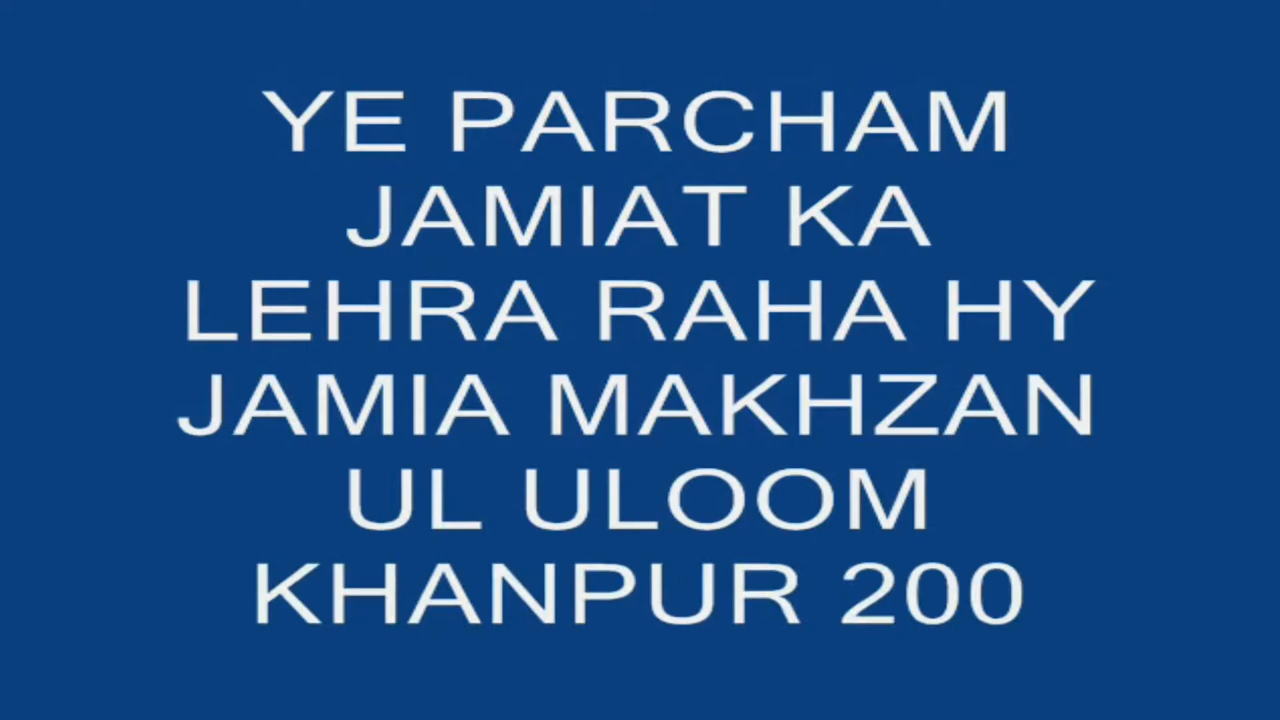 YE PARCHAM
JAMIAT KA
LEHRA RAHA HY
JAMIA MAKHZAN
UL ULOOM
KHANPUR 200